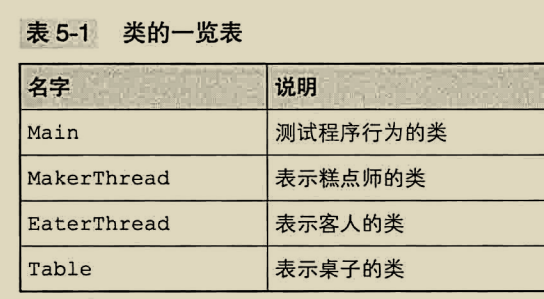 表 5-1 类的一览表
名字 说明
Main 测试程序行为的类
MakerThread 表示糕点师的类
EaterThread 表示客人的类
Table 表示桌子的类